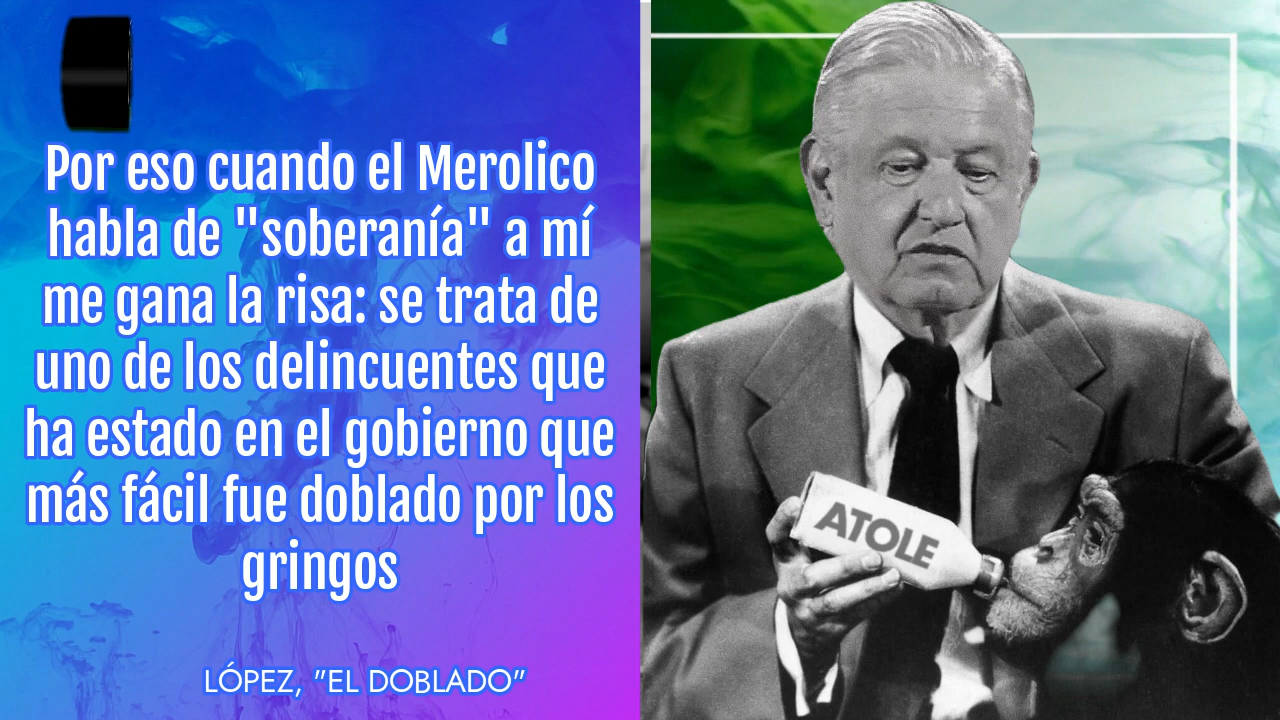 Por eso cuando el Merolico
habla de "soberanía" a mí
me gana la risa: se trata de
uno de los delincuentes que
ha estado en el gobierno que
más fácil fue doblado por los
gringos
LÓPEZ, "EL DOBLADO"
ATOLE